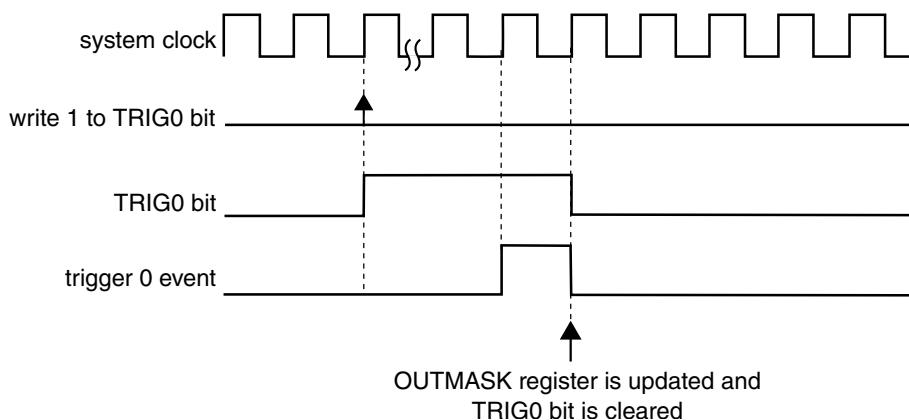 system clock
write 1 to TRIG0 bit
TRIG0 bit
trigger 0 event
OUTMASK register is updated and
TRIG0 bit is cleared